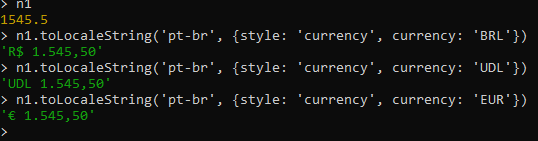 > n1
1545.5
> n1.toLocaleString('pt-br', {style: 'currency', currency: 'BRL'})
'R$ 1.545,50'
> n1.toLocaleString('pt-br', {style: 'currency', currency: 'UDL'})
'UDL 1.545,50'
> n1.toLocaleString('pt-br', {style: 'currency', currency: 'EUR'})
'€ 1.545,50'
>